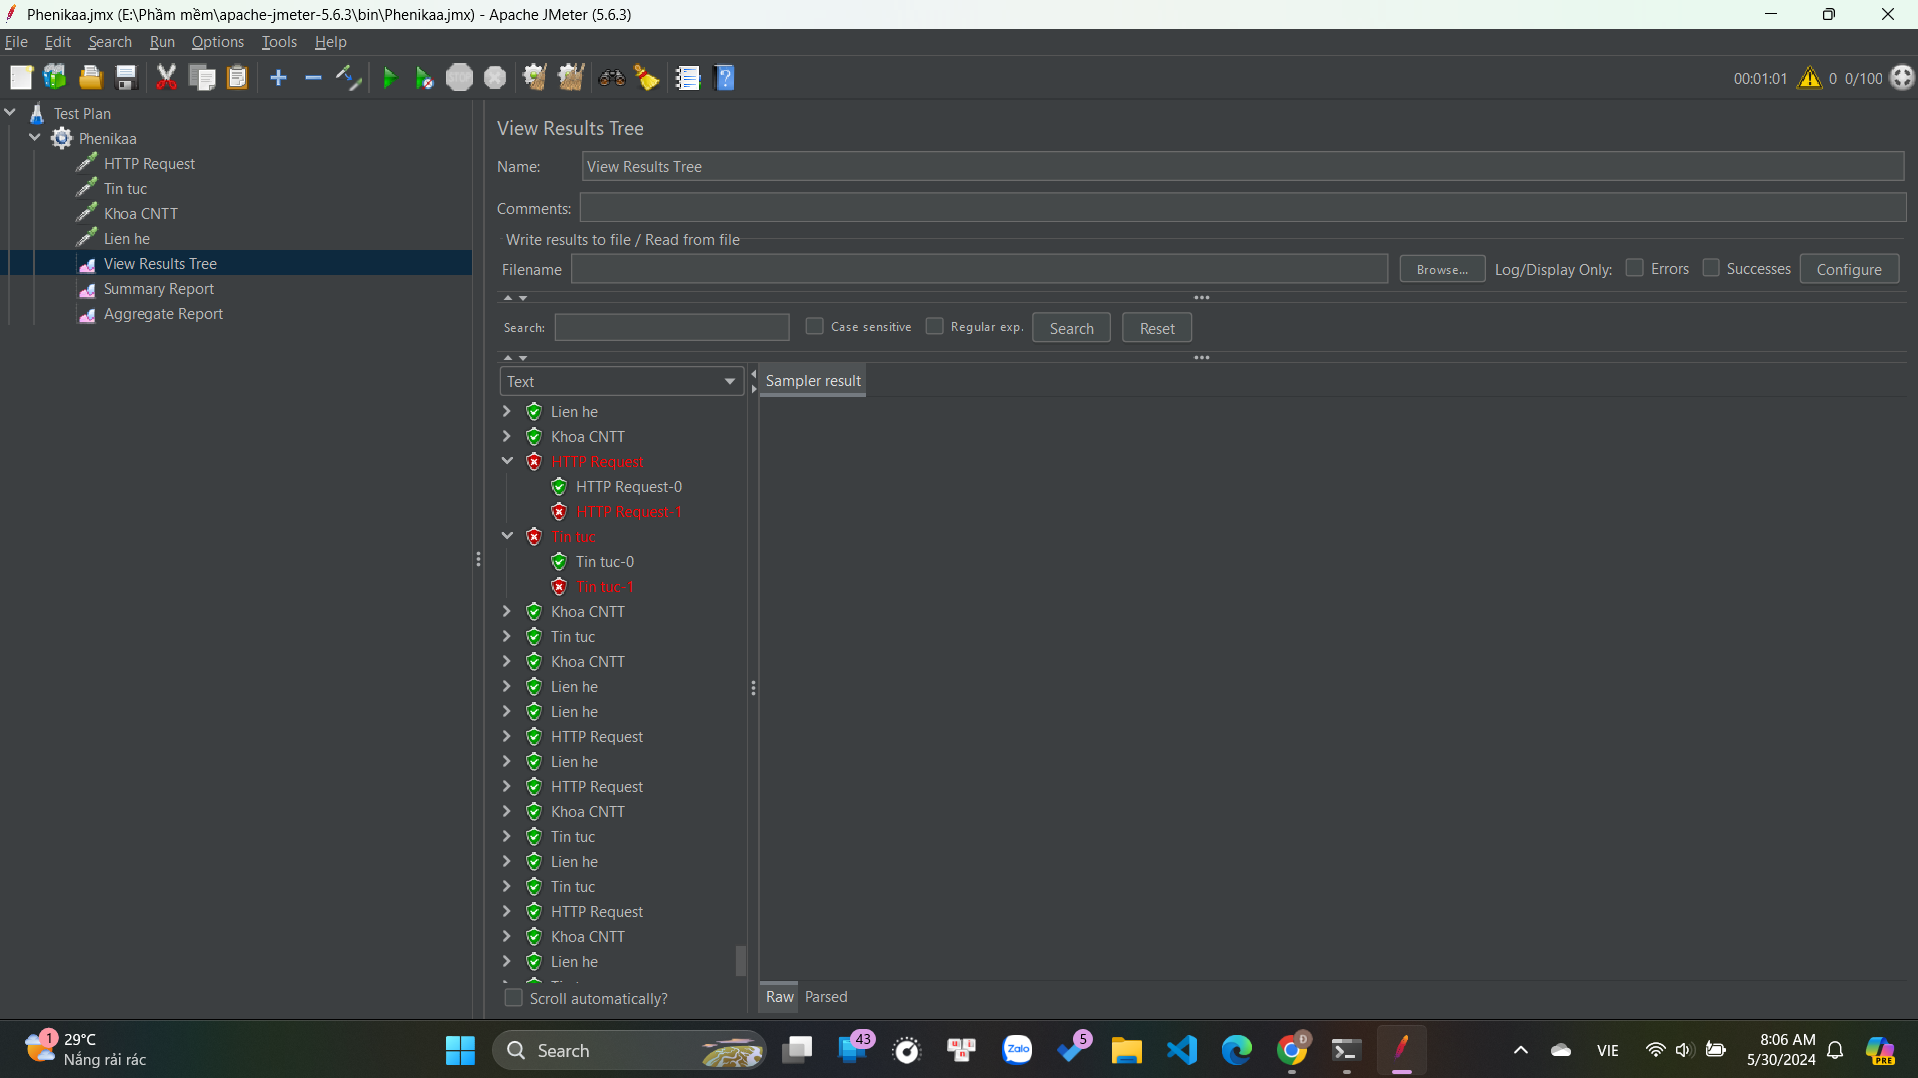 Phenikaa.jmx (E:\Phầm mềm\apache-jmeter-5.6.3\bin\Phenikaa.jmx) - Apache JMeter (5.6.3)
File Edit Search Run Options Tools Help
STOP
00:01:01 0 0/100
Test Plan
Phenikaa
HTTP Request
Tin tuc
Khoa CNTT
Lien he
View Results Tree
Summary Report
Aggregate Report
View Results Tree
Name: View Results Tree
Comments:
Write results to file / Read from file
Filename Browse... Log/Display Only: Errors Successes Configure
Search: Case sensitive Regular exp. Search Reset
Text
Sampler result
Lien he
Khoa CNTT
HTTP Request
HTTP Request-0
HTTP Request-1
Tin tuc
Tin tuc-0
Tin tuc-1
Khoa CNTT
Tin tuc
Khoa CNTT
Lien he
Lien he
HTTP Request
Lien he
HTTP Request
Khoa CNTT
Tin tuc
Lien he
Tin tuc
HTTP Request
Khoa CNTT
Lien he
Scroll automatically?
Raw Parsed
1 29°C
Nắng rải rác
Search
43
Zalo
5
Đ
VIE
8:06 AM
5/30/2024
PRE